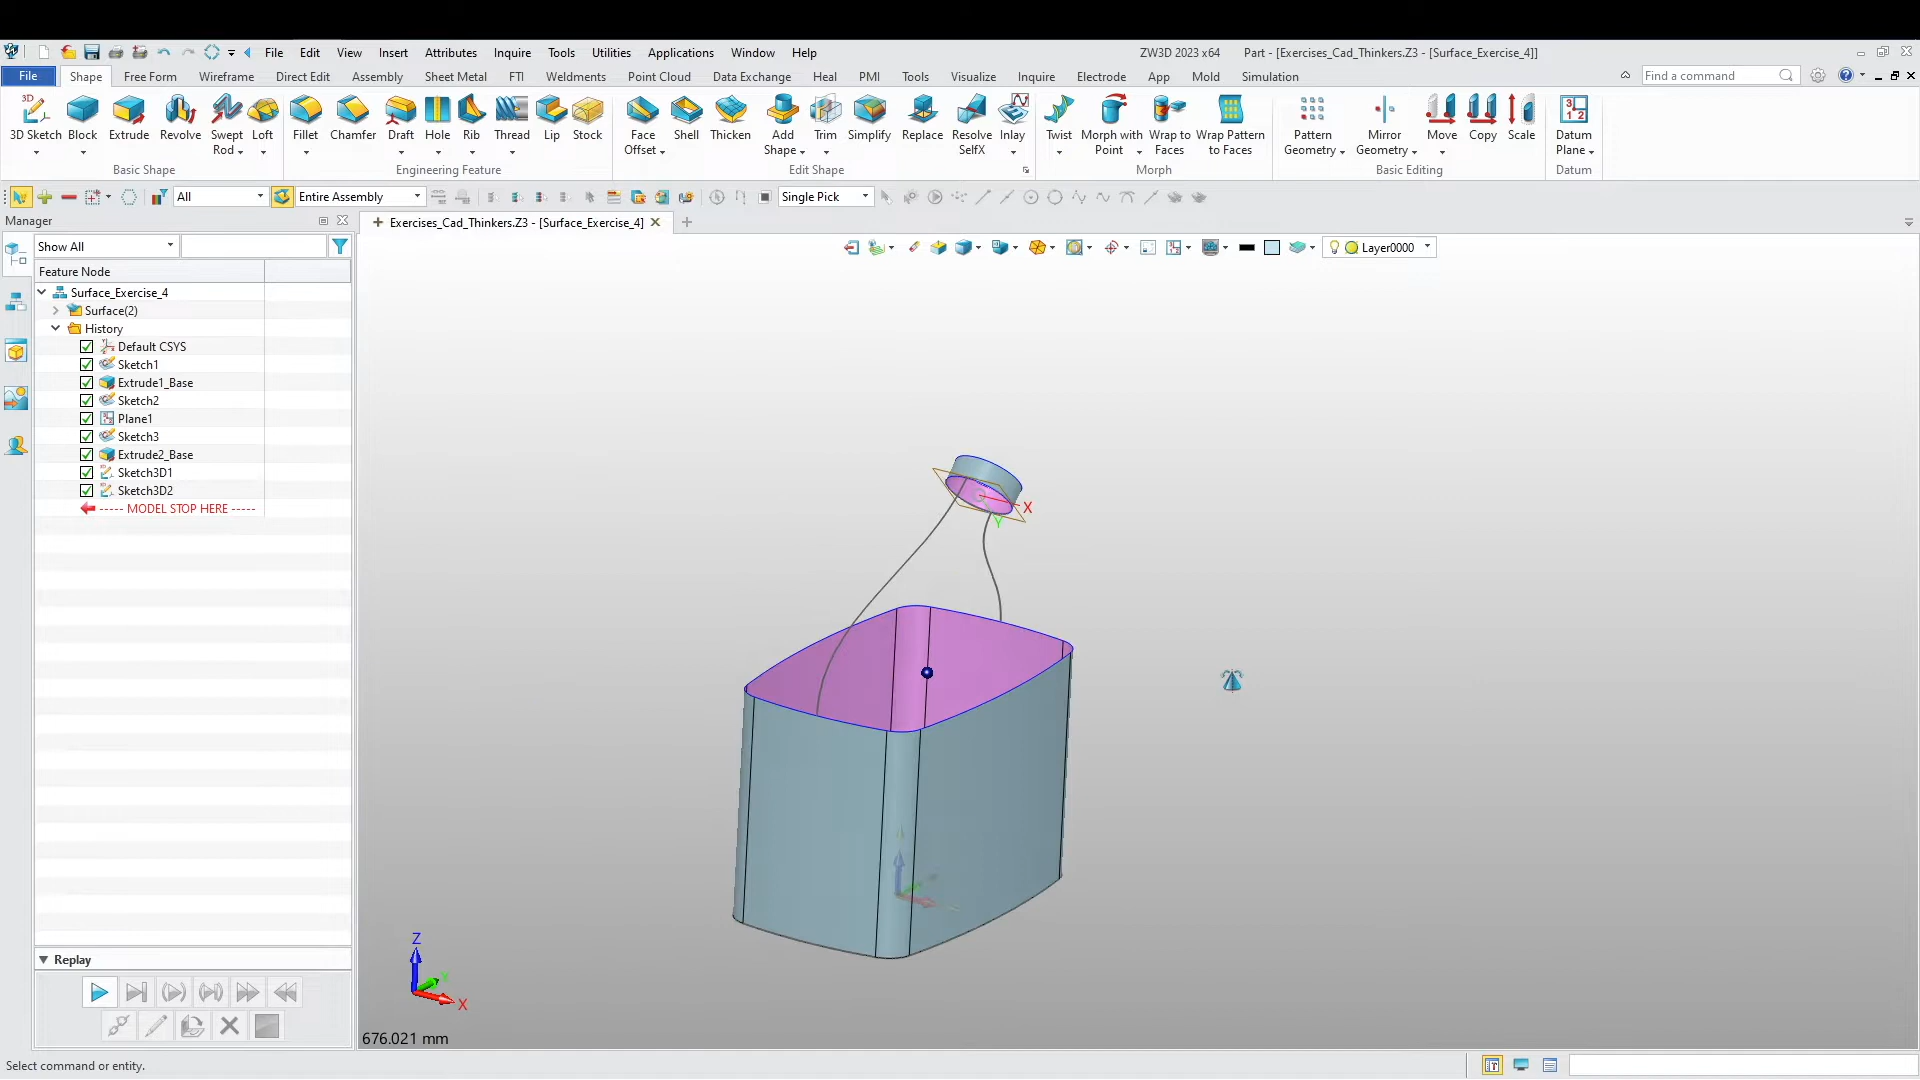 File Edit View Insert Attributes Inquire Tools Utilities Applications Window Help
ZW3D 2023 x64 Part - [Exercises_Cad_Thinkers.Z3 - [Surface_Exercise_4]]
File Shape Free Form Wireframe Direct Edit Assembly Sheet Metal FTI Weldments Point Cloud Data Exchange Heal PMI Tools Visualize Inquire Electrode App Mold Simulation
Find a command
3D Sketch Block Extrude Revolve Swept Rod Loft
Basic Shape
Fillet Chamfer Draft Hole Rib Thread Lip Stock
Engineering Feature
Face Offset Shell Thicken Add Shape Trim Simplify Replace Resolve SelfX Inlay
Edit Shape
Twist Morph with Point Wrap to Faces Wrap Pattern to Faces
Morph
Pattern Geometry Mirror Geometry Move Copy Scale
Basic Editing
Datum Plane
Datum
All
Entire Assembly
Single Pick
Manager
Exercises_Cad_Thinkers.Z3 - [Surface_Exercise_4]
Show All
Layer0000
Feature Node
Surface_Exercise_4
Surface(2)
History
Default CSYS
Sketch1
Extrude1_Base
Sketch2
Plane1
Sketch3
Extrude2_Base
Sketch3D1
Sketch3D2
----- MODEL STOP HERE -----
X
Y
Replay
Z
Y
X
676.021 mm
Select command or entity.